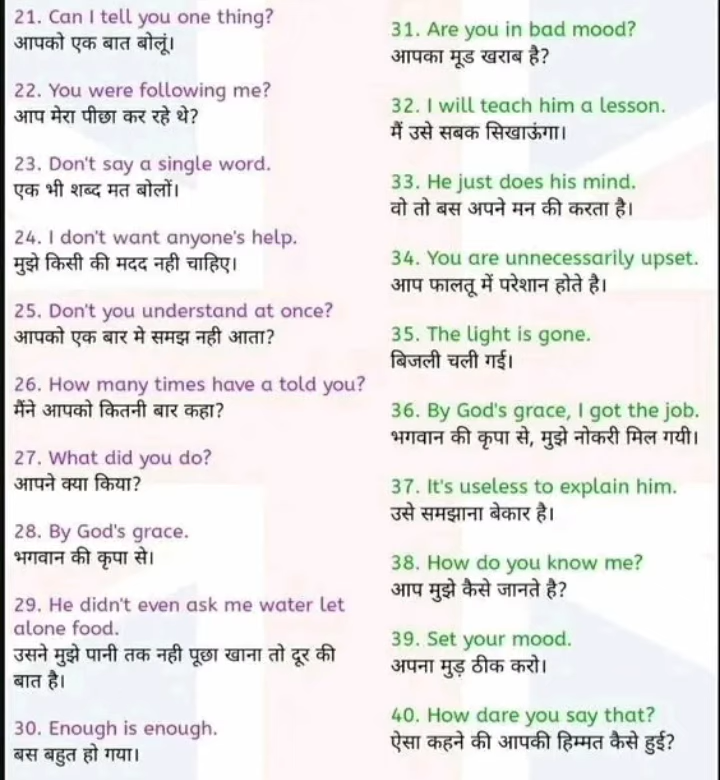 21. Can I tell you one thing?
आपको एक बात बोलूं।
22. You were following me?
आप मेरा पीछा कर रहे थे?
23. Don't say a single word.
एक भी शब्द मत बोलों।
24. I don't want anyone's help.
मुझे किसी की मदद नही चाहिए।
25. Don't you understand at once?
आपको एक बार मे समझ नही आता?
26. How many times have a told you?
मैंने आपको कितनी बार कहा?
27. What did you do?
आपने क्या किया?
28. By God's grace.
भगवान की कृपा से।
29. He didn't even ask me water let
alone food.
उसने मुझे पानी तक नही पूछा खाना तो दूर की
बात है।
30. Enough is enough.
बस बहुत हो गया।
31. Are you in bad mood?
आपका मूड खराब है?
32. I will teach him a lesson.
मैं उसे सबक सिखाऊंगा।
33. He just does his mind.
वो तो बस अपने मन की करता है।
34. You are unnecessarily upset.
आप फालतू में परेशान होते है।
35. The light is gone.
बिजली चली गई।
36. By God's grace, I got the job.
भगवान की कृपा से, मुझे नोकरी मिल गयी।
37. It's useless to explain him.
उसे समझाना बेकार है।
38. How do you know me?
आप मुझे कैसे जानते है?
39. Set your mood.
अपना मुड़ ठीक करो।
40. How dare you say that?
ऐसा कहने की आपकी हिम्मत कैसे हुई?